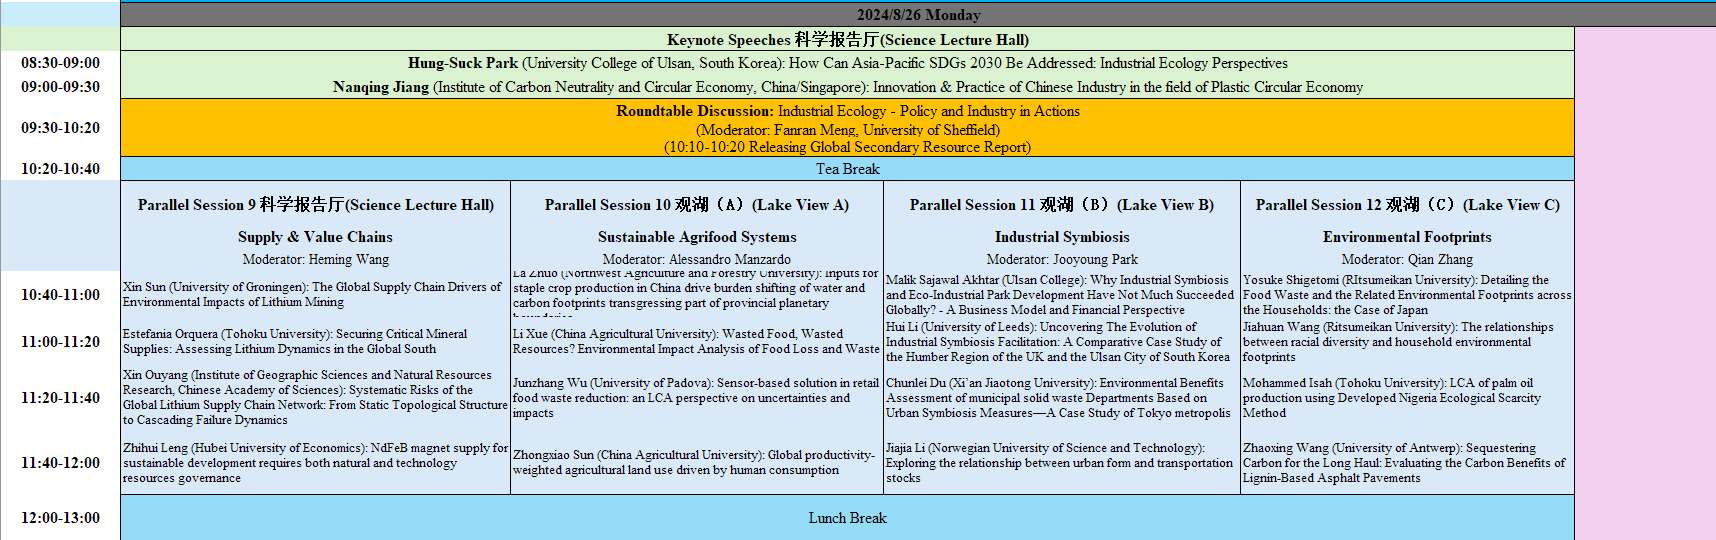 2024/8/26 Monday
Keynote Speeches 科学报告厅(Science Lecture Hall)
08:30-09:00
Hung-Suck Park (University College of Ulsan, South Korea): How Can Asia-Pacific SDGs 2030 Be Addressed: Industrial Ecology Perspectives
09:00-09:30
Nanqing Jiang (Institute of Carbon Neutrality and Circular Economy, China/Singapore): Innovation & Practice of Chinese Industry in the field of Plastic Circular Economy
09:30-10:20
Roundtable Discussion: Industrial Ecology - Policy and Industry in Actions
(Moderator: Fanran Meng, University of Sheffield)
(10:10-10:20 Releasing Global Secondary Resource Report)
10:20-10:40
Tea Break
Parallel Session 9 科学报告厅(Science Lecture Hall)
Supply & Value Chains
Moderator: Heming Wang
Parallel Session 10 观湖（A）(Lake View A)
Sustainable Agrifood Systems
Moderator: Alessandro Manzardo
Parallel Session 11 观湖（B）(Lake View B)
Industrial Symbiosis
Moderator: Jooyoung Park
Parallel Session 12 观湖（C）(Lake View C)
Environmental Footprints
Moderator: Qian Zhang
10:40-11:00
Xin Sun (University of Groningen): The Global Supply Chain Drivers of
Environmental Impacts of Lithium Mining
La Zhuo (Northwest Agriculture and Forestry University): Inputs for
staple crop production in China drive burden shifting of water and
carbon footprints transgressing part of provincial planetary
Malik Sajawal Akhtar (Ulsan College): Why Industrial Symbiosis
and Eco-Industrial Park Development Have Not Much Succeeded
Globally? - A Business Model and Financial Perspective
Yosuke Shigetomi (RItsumeikan University): Detailing the
Food Waste and the Related Environmental Footprints across
the Households: the Case of Japan
11:00-11:20
Estefania Orquera (Tohoku University): Securing Critical Mineral
Supplies: Assessing Lithium Dynamics in the Global South
Li Xue (China Agricultural University): Wasted Food, Wasted
Resources? Environmental Impact Analysis of Food Loss and Waste
Hui Li (University of Leeds): Uncovering The Evolution of
Industrial Symbiosis Facilitation: A Comparative Case Study of
the Humber Region of the UK and the Ulsan City of South Korea
Jiahuan Wang (Ritsumeikan University): The relationships
between racial diversity and household environmental
footprints
11:20-11:40
Xin Ouyang (Institute of Geographic Sciences and Natural Resources
Research, Chinese Academy of Sciences): Systematic Risks of the
Global Lithium Supply Chain Network: From Static Topological Structure
to Cascading Failure Dynamics
Junzhang Wu (University of Padova): Sensor-based solution in retail
food waste reduction: an LCA perspective on uncertainties and
impacts
Chunlei Du (Xi'an Jiaotong University): Environmental Benefits
Assessment of municipal solid waste Departments Based on
Urban Symbiosis Measures—A Case Study of Tokyo metropolis
Mohammed Isah (Tohoku University): LCA of palm oil
production using Developed Nigeria Ecological Scarcity
Method
11:40-12:00
Zhihui Leng (Hubei University of Economics): NdFeB magnet supply for
sustainable development requires both natural and technology
resources governance
Zhongxiao Sun (China Agricultural University): Global productivity-
weighted agricultural land use driven by human consumption
Jiajia Li (Norwegian University of Science and Technology):
Exploring the relationship between urban form and transportation
stocks
Zhaoxing Wang (University of Antwerp): Sequestering
Carbon for the Long Haul: Evaluating the Carbon Benefits of
Lignin-Based Asphalt Pavements
12:00-13:00
Lunch Break